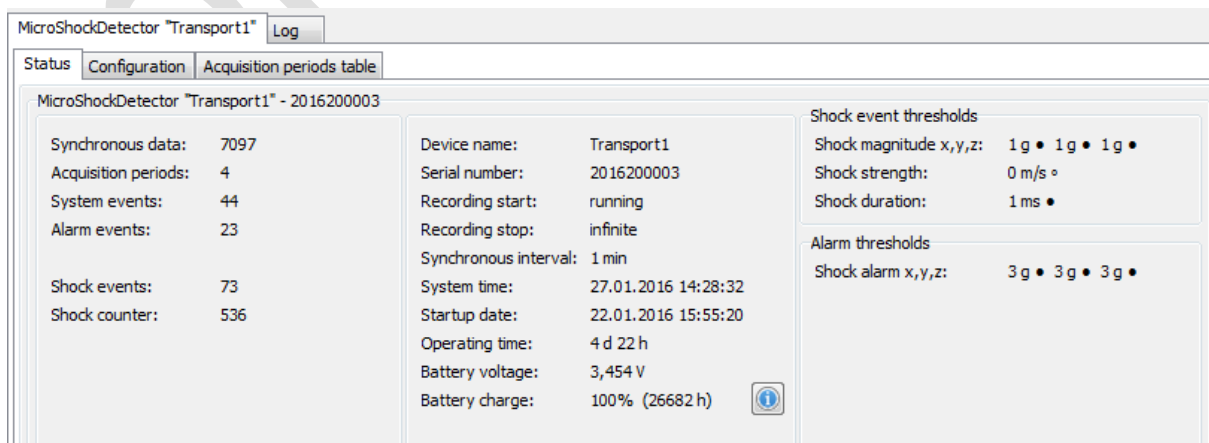 MicroShockDetector "Transport1" Log
Status Configuration Acquisition periods table
MicroShockDetector "Transport1" - 2016200003
Synchronous data: 7097
Acquisition periods: 4
System events: 44
Alarm events: 23
Shock events: 73
Shock counter: 536
Device name: Transport1
Serial number: 2016200003
Recording start: running
Recording stop: infinite
Synchronous interval: 1 min
System time: 27.01.2016 14:28:32
Startup date: 22.01.2016 15:55:20
Operating time: 4 d 22 h
Battery voltage: 3,454 V
Battery charge: 100% (26682 h)
Shock event thresholds
Shock magnitude x,y,z: 1 g ● 1 g ● 1 g ●
Shock strength: 0 m/s ∘
Shock duration: 1 ms ●
Alarm thresholds
Shock alarm x,y,z: 3 g ● 3 g ● 3 g ●